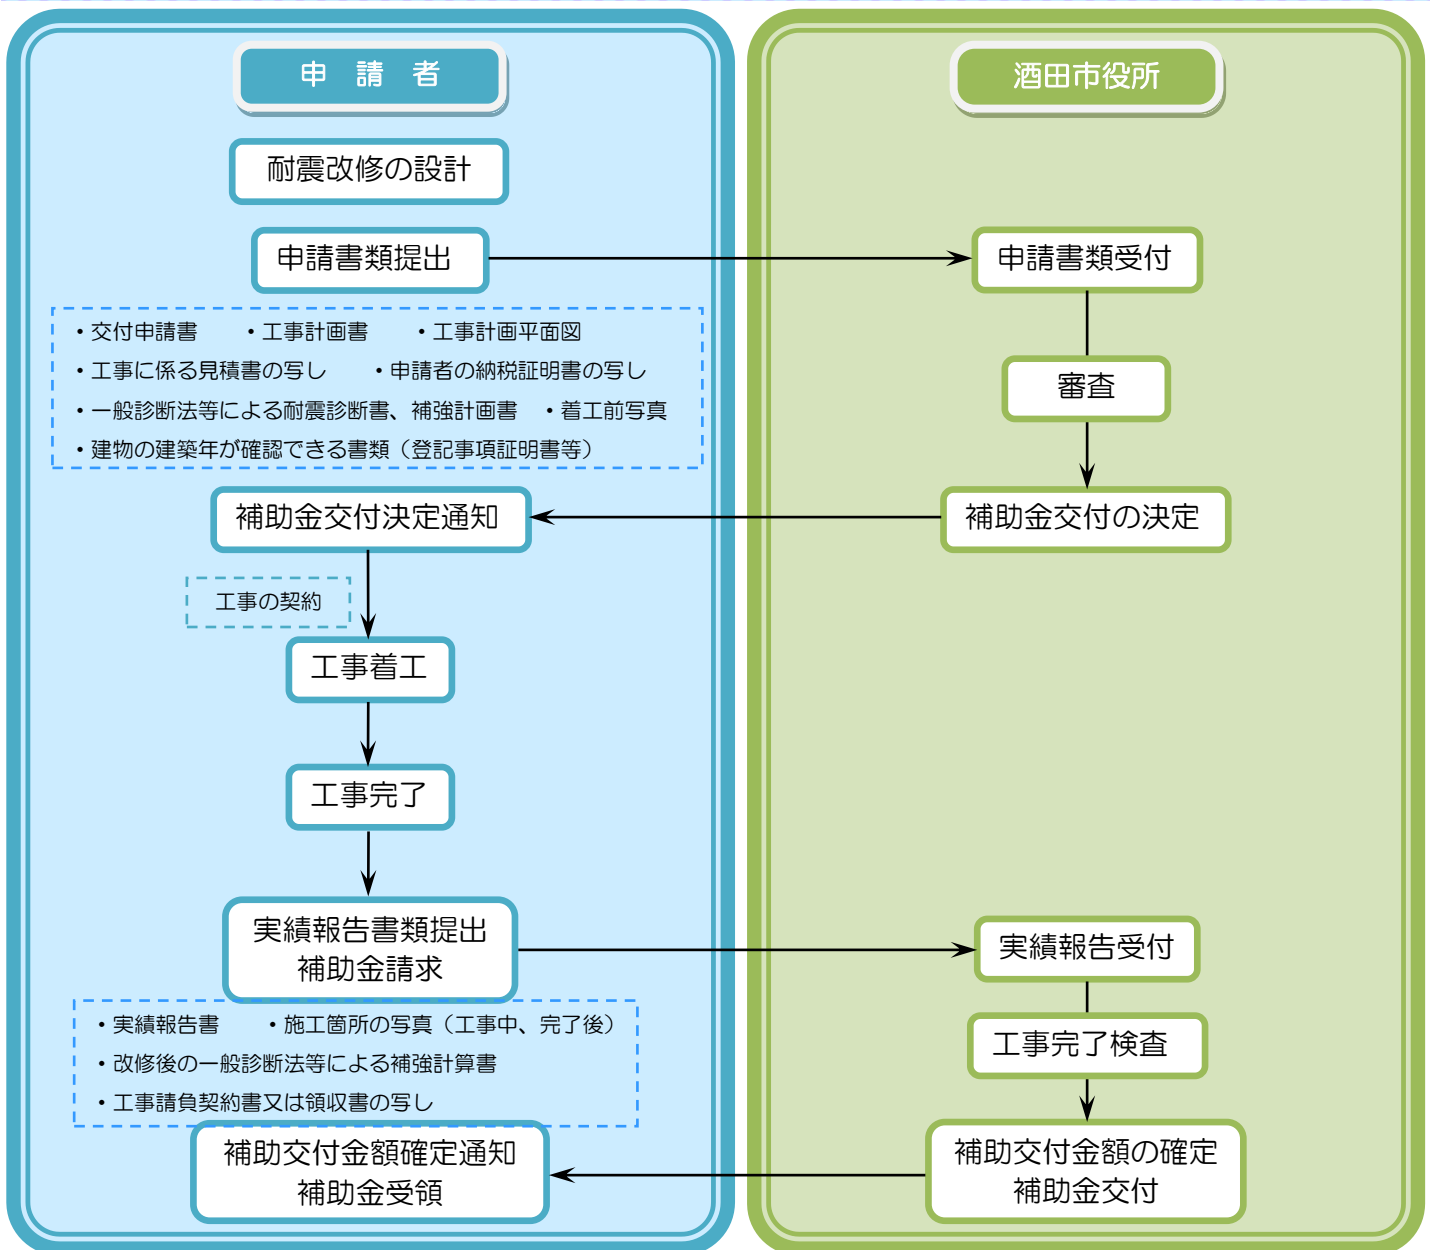 申　請　者
酒田市役所
耐震改修の設計
申請書類提出
申請書類受付
・交付申請書　　・工事計画書　　・工事計画平面図
・工事に係る見積書の写し　　・申請者の納税証明書の写し
・一般診断法等による耐震診断書、補強計画書　・着工前写真
・建物の建築年が確認できる書類（登記事項証明書等）
審査
補助金交付決定通知
補助金交付の決定
工事の契約
工事着工
工事完了
実績報告書類提出
補助金請求
実績報告受付
・実績報告書　　・施工箇所の写真（工事中、完了後）
・改修後の一般診断法等による補強計算書
・工事請負契約書又は領収書の写し
工事完了検査
補助交付金額確定通知
補助金受領
補助交付金額の確定
補助金交付